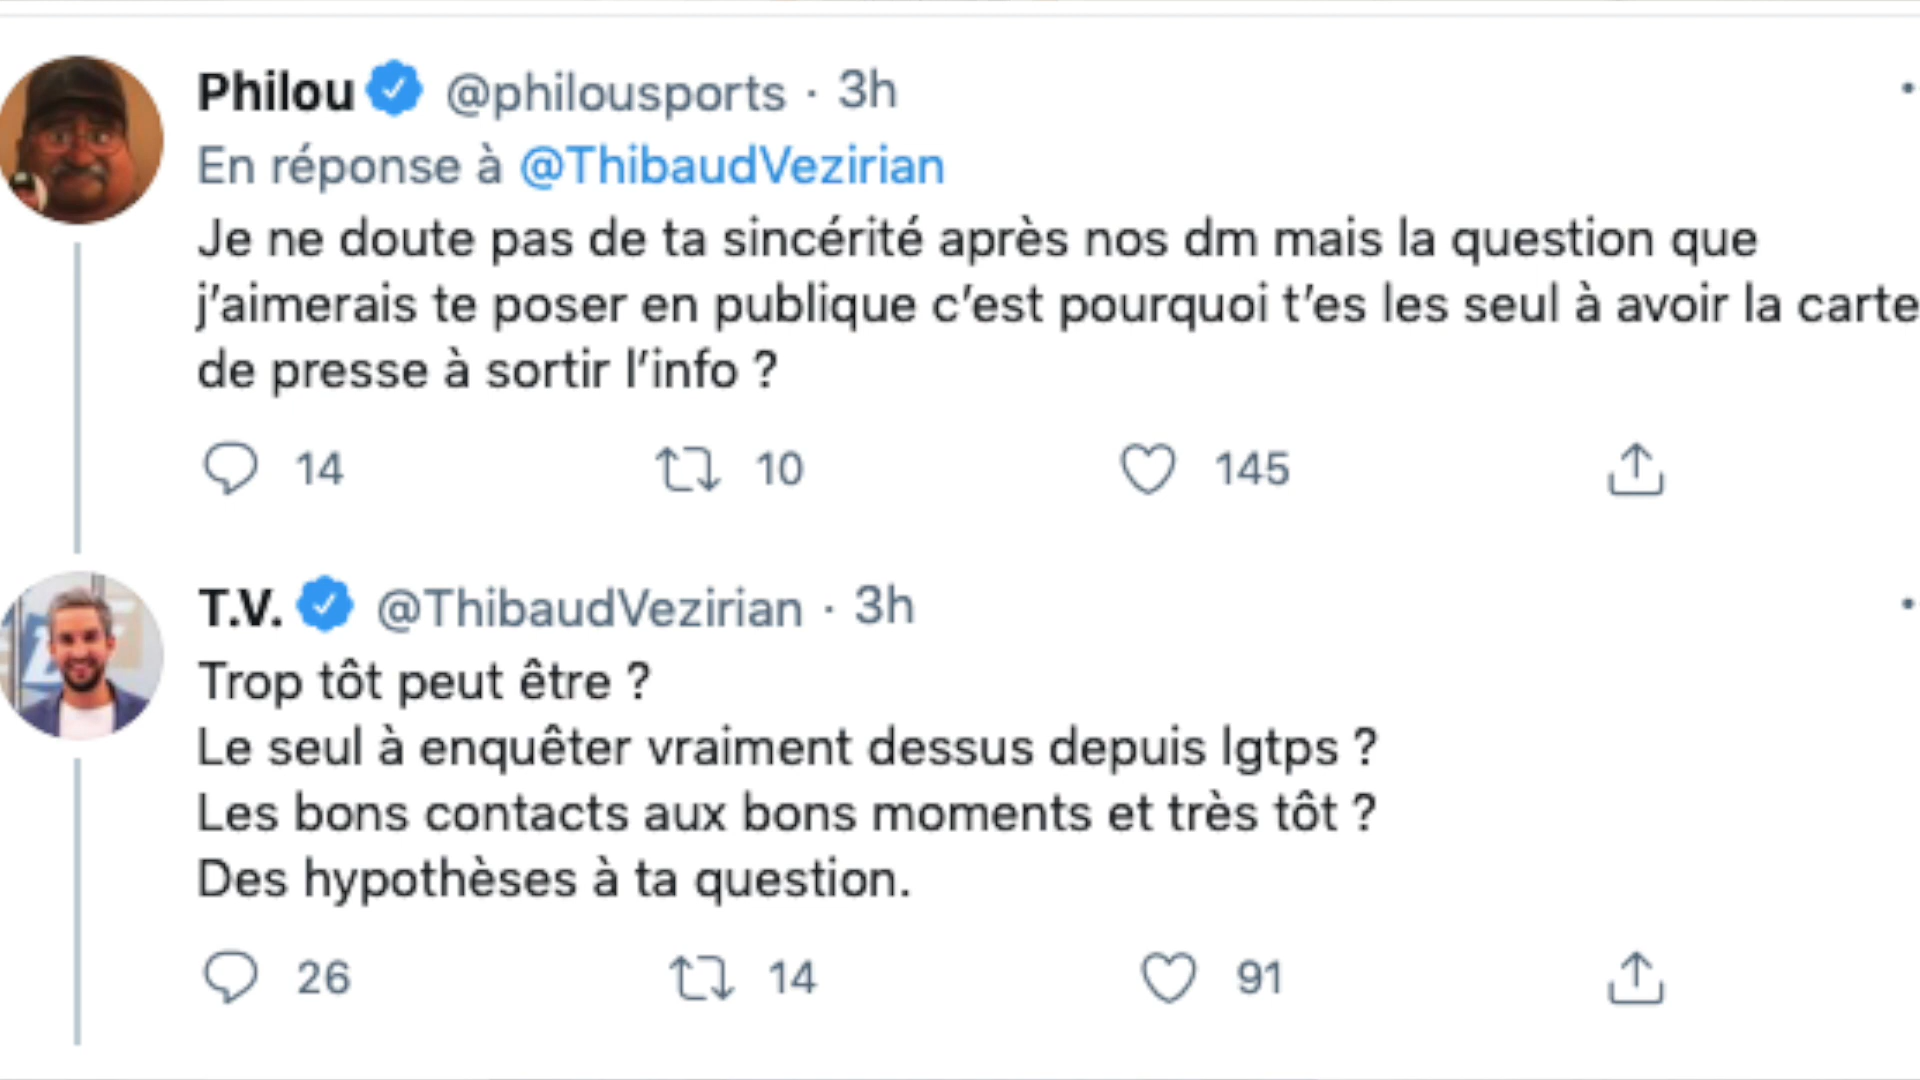 Philou @philousports · 3h
En réponse à @ThibaudVezirian
Je ne doute pas de ta sincérité après nos dm mais la question que
j’aimerais te poser en publique c’est pourquoi t’es les seul à avoir la carte
de presse à sortir l’info ?
14 10 145
T.V. @ThibaudVezirian · 3h
Trop tôt peut être ?
Le seul à enquêter vraiment dessus depuis lgtps ?
Les bons contacts aux bons moments et très tôt ?
Des hypothèses à ta question.
26 14 91